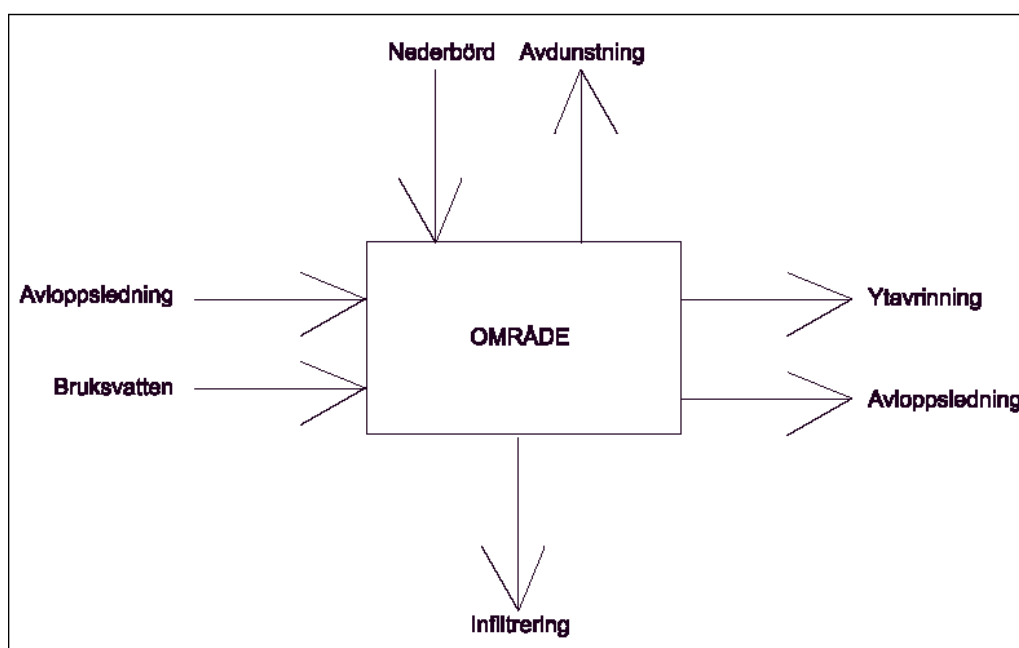 Nederbörd Avdunstning
Avloppsledning
Ytavrinning
OMRÅDE
Bruksvatten
Avloppsledning
Infiltrering